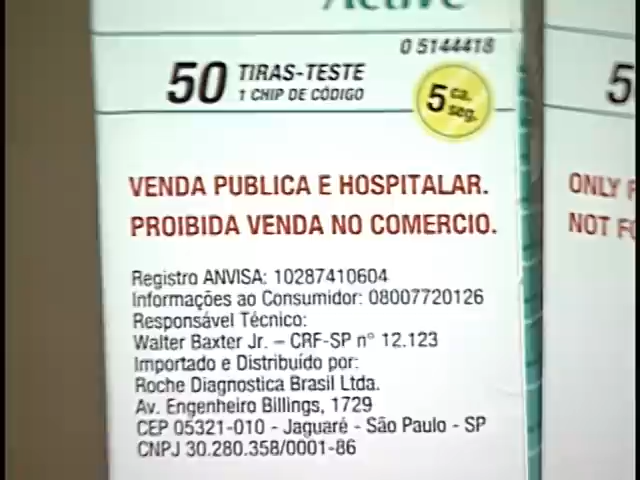 Active
0 5144418
50 TIRAS-TESTE
1 CHIP DE CÓDIGO
5 ca. seg.
VENDA PUBLICA E HOSPITALAR.
PROIBIDA VENDA NO COMERCIO.
Registro ANVISA: 10287410604
Informações ao Consumidor: 08007720126
Responsável Técnico:
Walter Baxter Jr. – CRF-SP n° 12.123
Importado e Distribuído por:
Roche Diagnostica Brasil Ltda.
Av. Engenheiro Billings, 1729
CEP 05321-010 - Jaguaré - São Paulo - SP
CNPJ 30.280.358/0001-86
5
ONLY
NOT